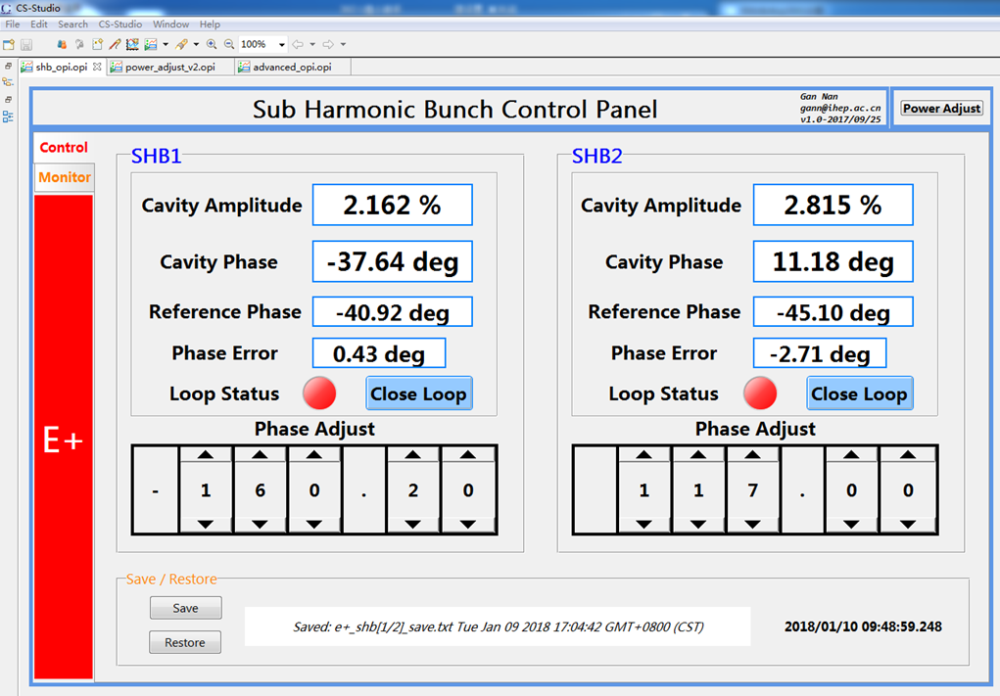 CS-Studio
File Edit Search CS-Studio Window Help
100%
shb_opi.opi power_adjust_v2.opi advanced_opi.opi
Sub Harmonic Bunch Control Panel
Gan Nan
gann@ihep.ac.cn
v1.0-2017/09/25
Power Adjust
Control
Monitor
E+
SHB1
Cavity Amplitude 2.162 %
Cavity Phase -37.64 deg
Reference Phase -40.92 deg
Phase Error 0.43 deg
Loop Status Close Loop
Phase Adjust
- 1 6 0 . 2 0
SHB2
Cavity Amplitude 2.815 %
Cavity Phase 11.18 deg
Reference Phase -45.10 deg
Phase Error -2.71 deg
Loop Status Close Loop
Phase Adjust
1 1 7 . 0 0
Save / Restore
Save
Restore
Saved: e+_shb[1/2]_save.txt Tue Jan 09 2018 17:04:42 GMT+0800 (CST)
2018/01/10 09:48:59.248